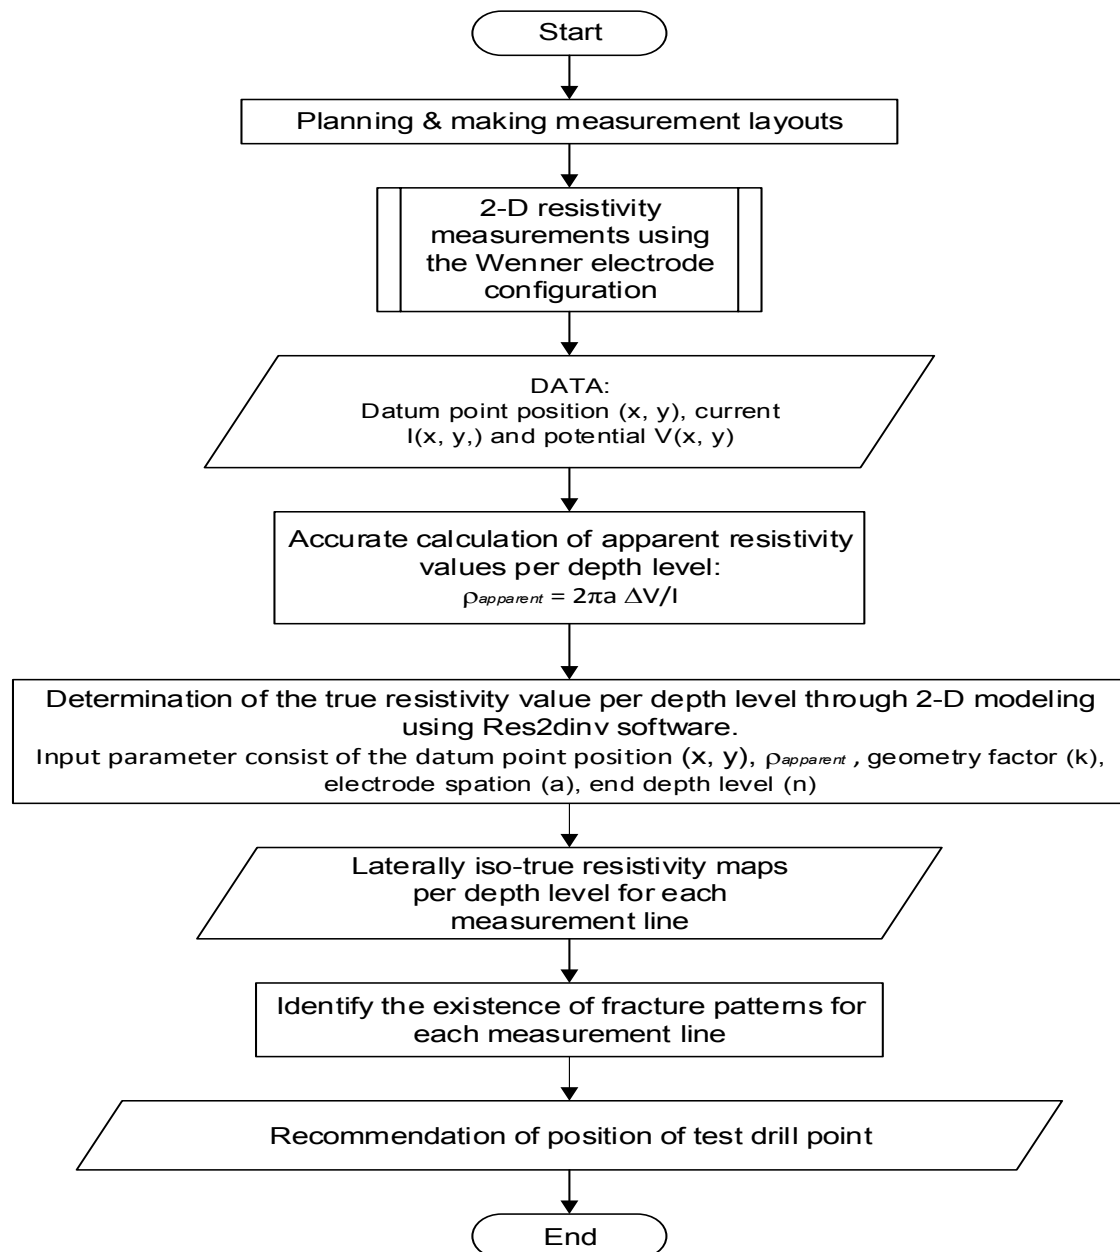 Start
Planning & making measurement layouts
2-D resistivity
measurements using
the Wenner electrode
configuration
DATA:
Datum point position (x, y), current
I(x, y,) and potential V(x, y)
Accurate calculation of apparent resistivity
values per depth level:
ρapparent = 2πa ΔV/I
Determination of the true resistivity value per depth level through 2-D modeling
using Res2dinv software.
Input parameter consist of the datum point position (x, y), ρapparent , geometry factor (k),
electrode spation (a), end depth level (n)
Laterally iso-true resistivity maps
per depth level for each
measurement line
Identify the existence of fracture patterns for
each measurement line
Recommendation of position of test drill point
End